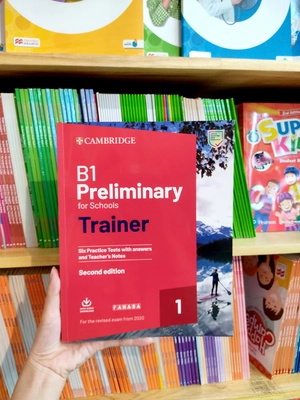 CAMBRIDGE
B1
Preliminary
for Schools
Trainer
Six Practice Tests with answers
and Teacher's Notes
Second edition
FAHASA
1
For the revised exam from 2020
Super
Kids
Pearson